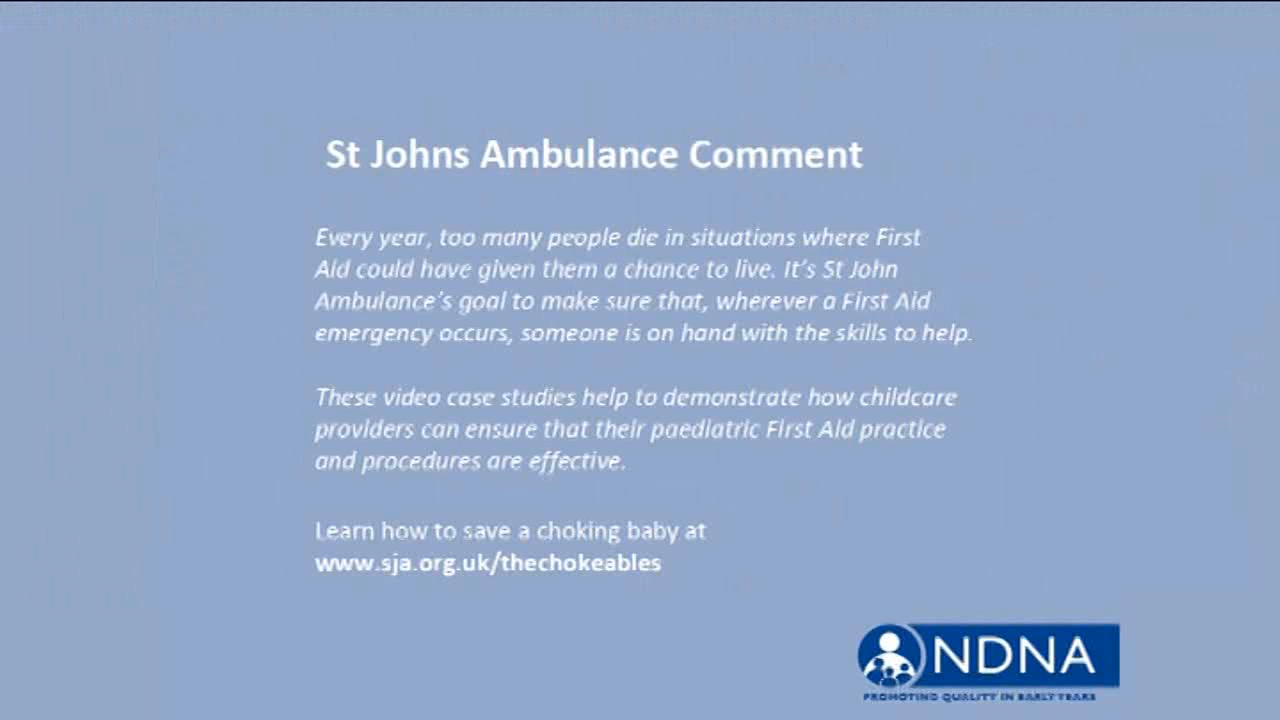 St Johns Ambulance Comment
Every year, too many people die in situations where First
Aid could have given them a chance to live. It's St John
Ambulance's goal to make sure that, wherever a First Aid
emergency occurs, someone is on hand with the skills to help.
These video case studies help to demonstrate how childcare
providers can ensure that their paediatric First Aid practice
and procedures are effective.
Learn how to save a choking baby at
www.sja.org.uk/thechokeables
NDNA
PROMOTING QUALITY IN EARLY YEARS